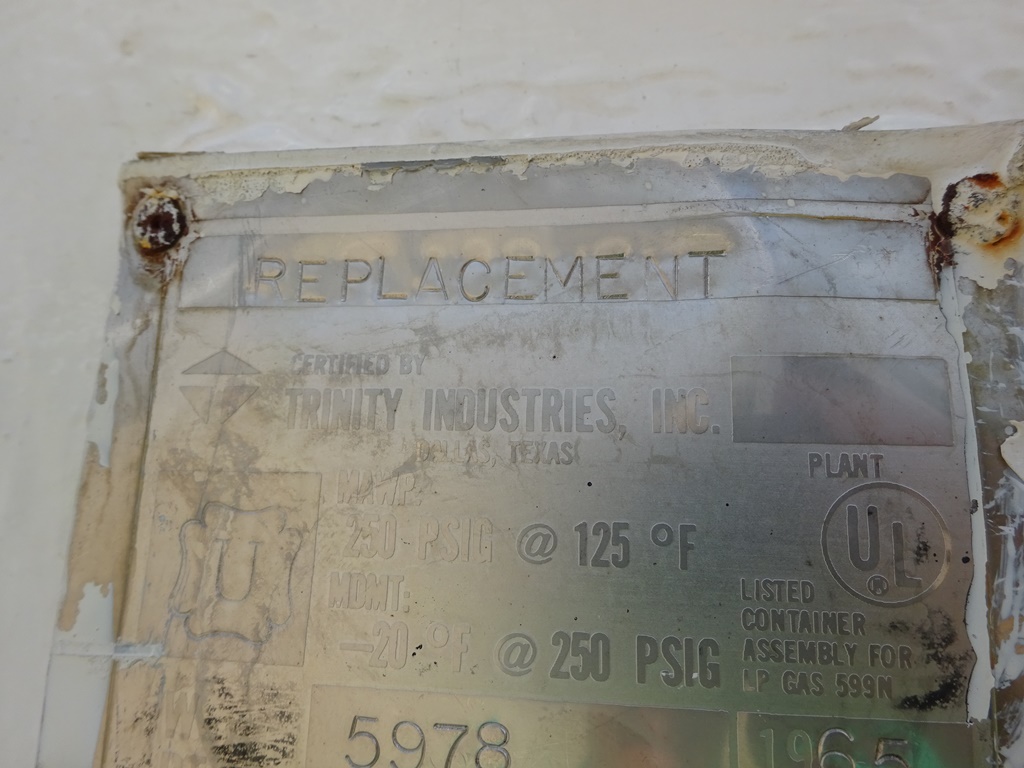 REPLACEMENT
CERTIFIED BY
TRINITY INDUSTRIES, INC.
DALLAS, TEXAS
PLANT
U
MAWP:
250 PSIG @ 125 °F
MDMT:
-20 °F @ 250 PSIG
UL
®
LISTED
CONTAINER
ASSEMBLY FOR
LP GAS 599N
5978
1965